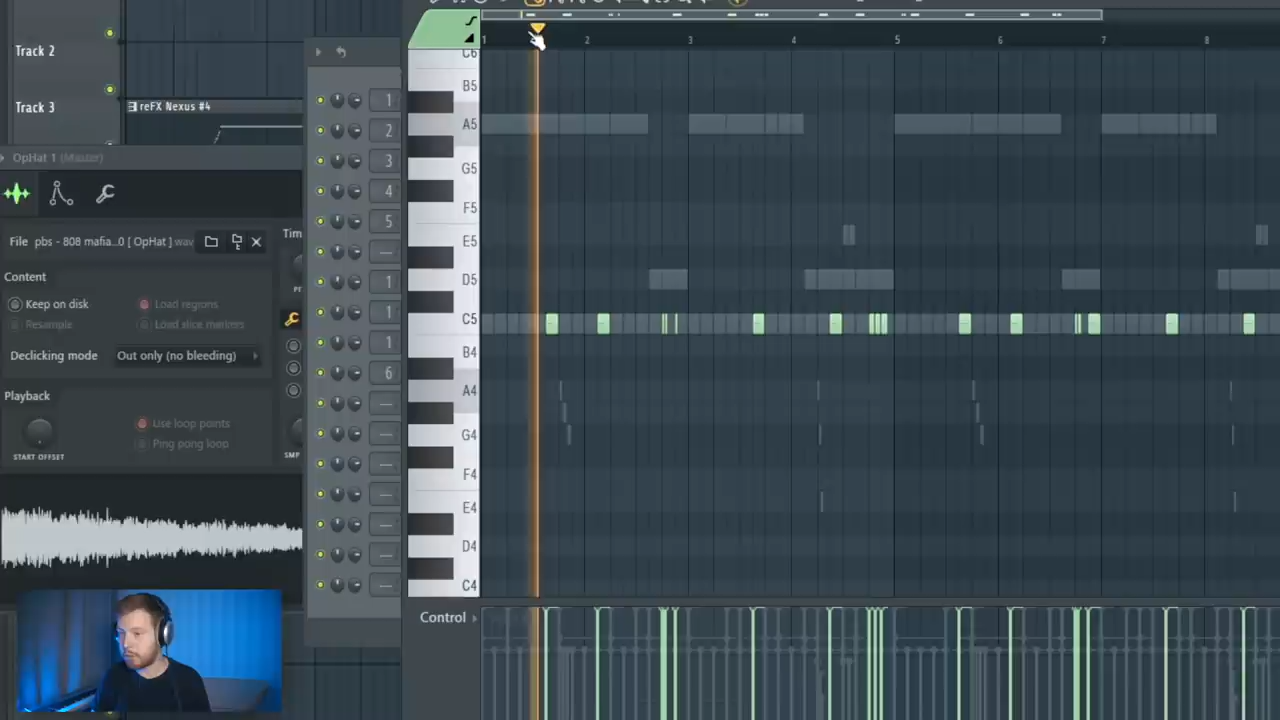 Track 2
Track 3
reFX Nexus #4
OpHat 1 (Master)
File pbs - 808 mafia...0 [ OpHat ] wav
Tim
Content
Keep on disk
Load regions
Resample
Load slice markers
Declicking mode
Out only (no bleeding)
Playback
Use loop points
Ping pong loop
START OFFSET
SMP
1
2
3
4
5
---
1
1
1
6
---
---
---
---
---
---
---
1
2
3
4
5
6
7
8
C6
B5
A5
G5
F5
E5
D5
C5
B4
A4
G4
F4
E4
D4
C4
Control